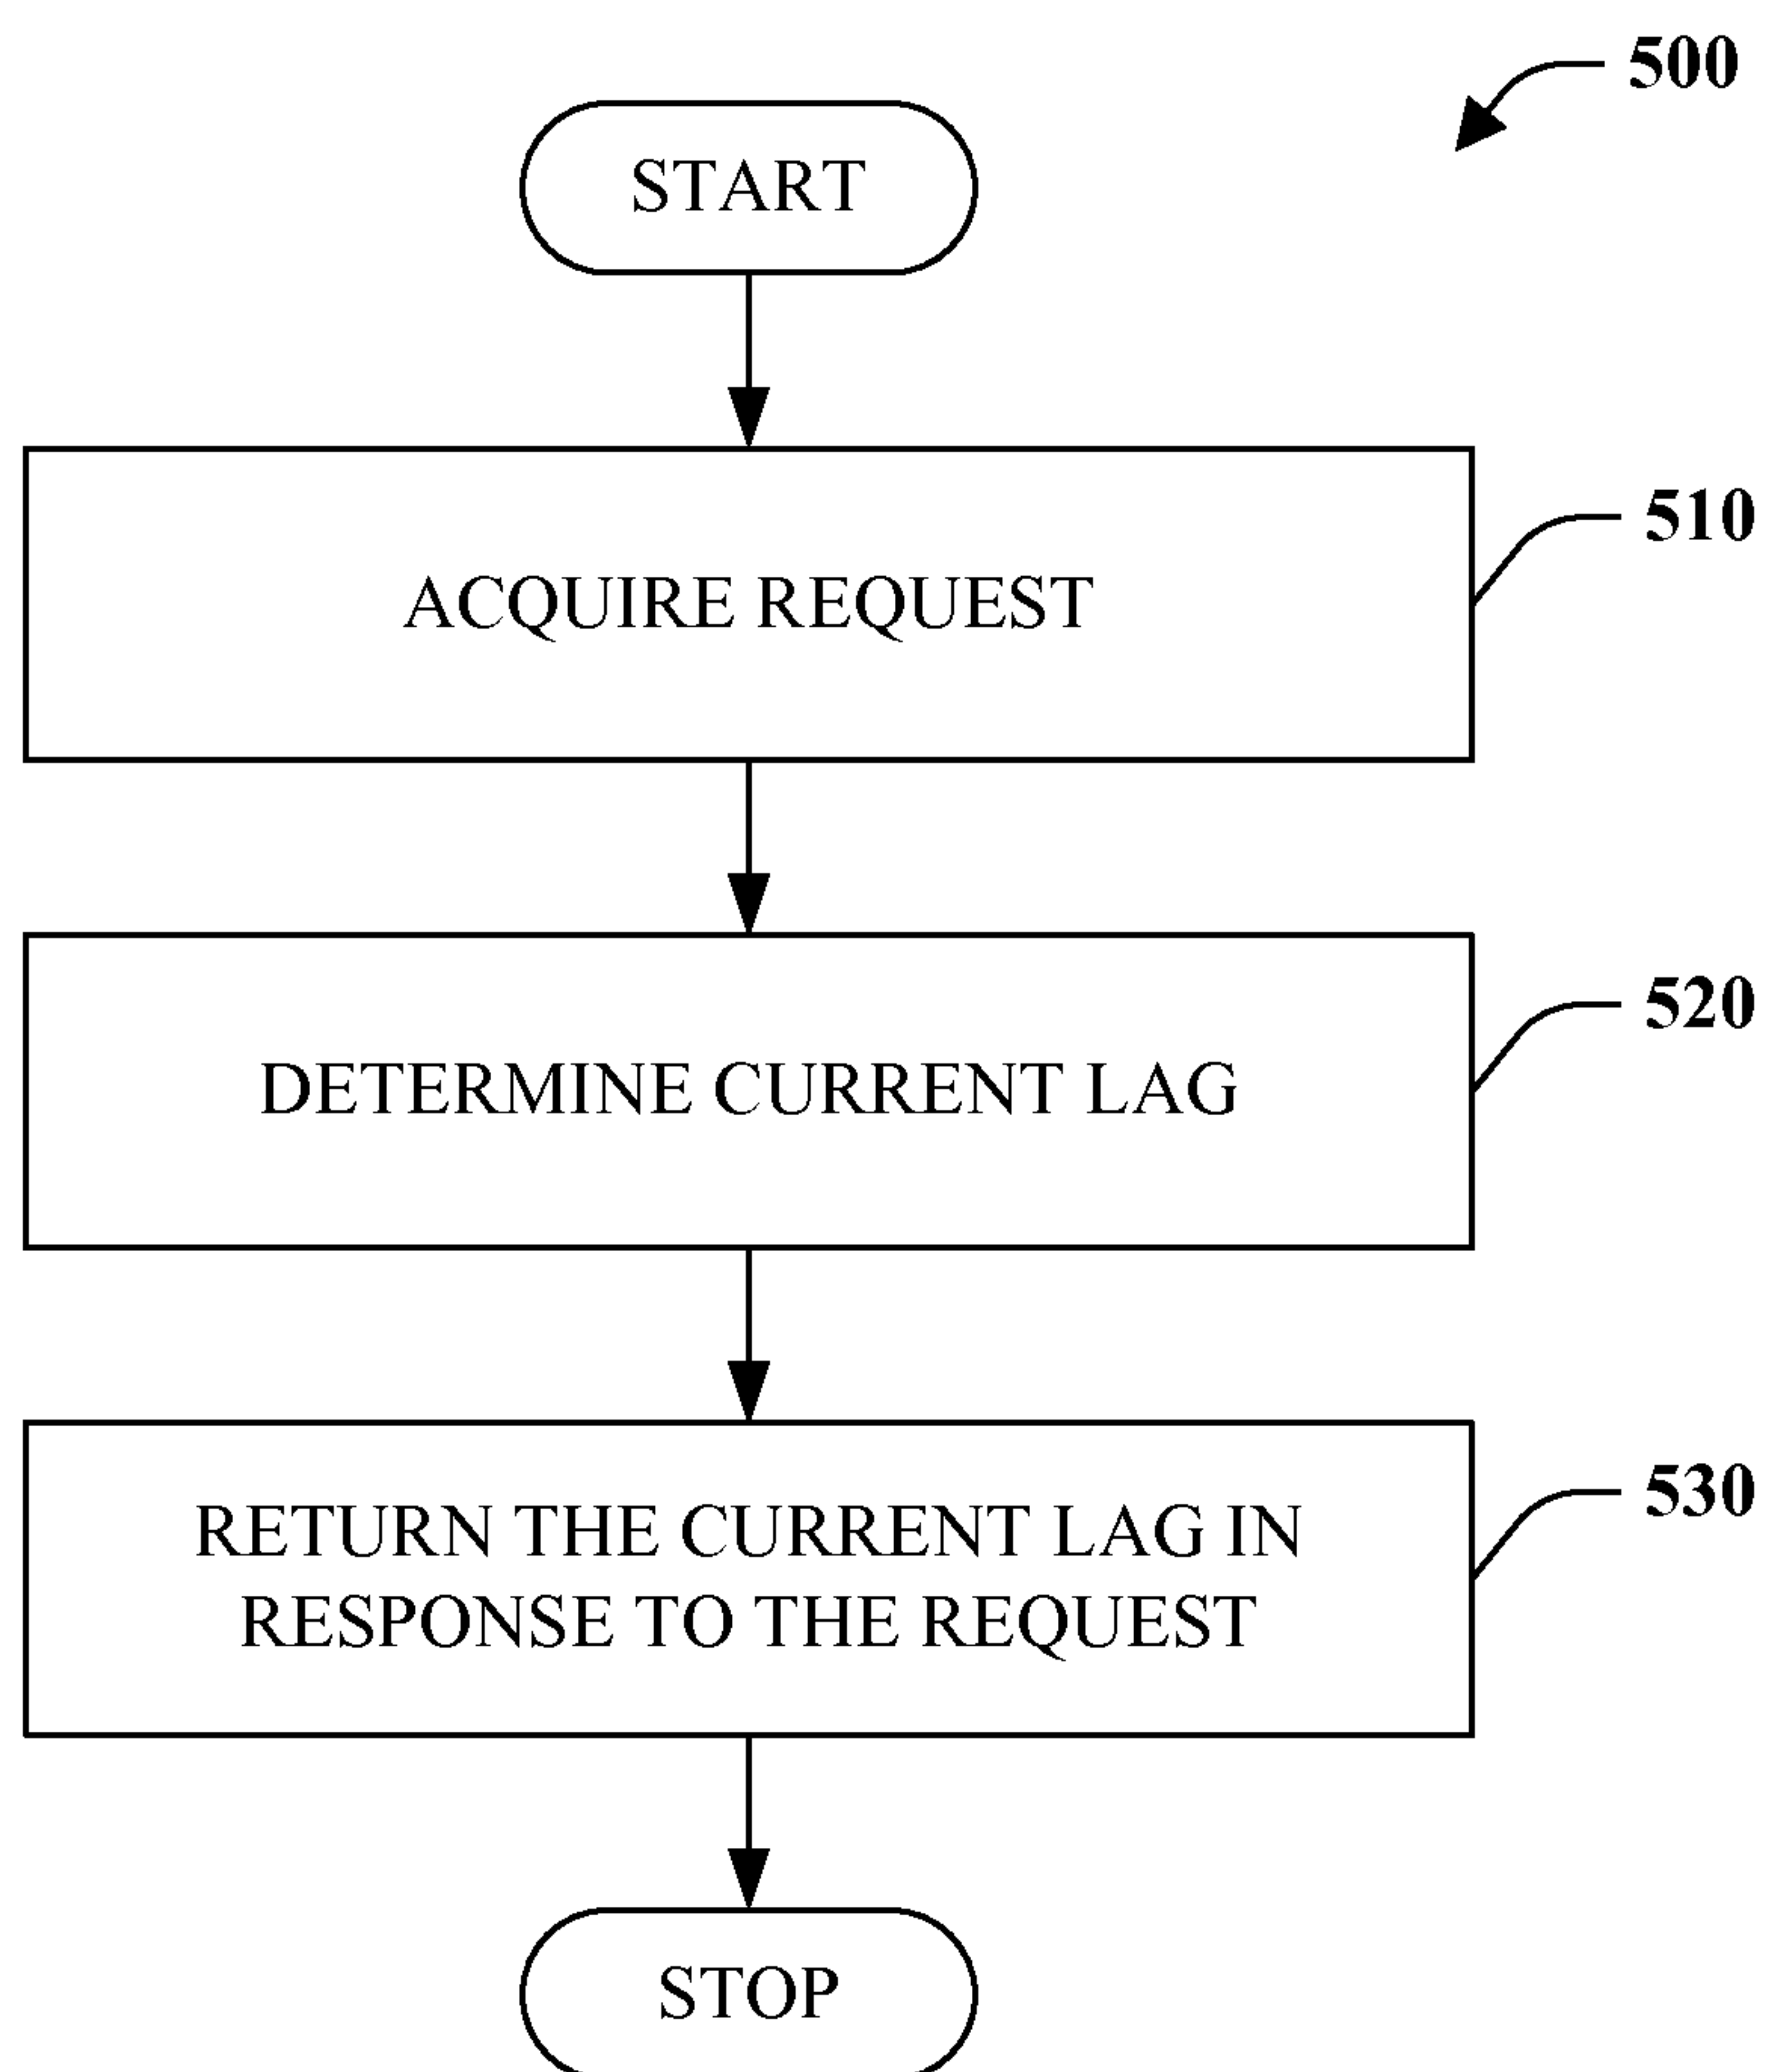 500
START
510
ACQUIRE REQUEST
520
DETERMINE CURRENT LAG
530
RETURN THE CURRENT LAG IN
RESPONSE TO THE REQUEST
STOP